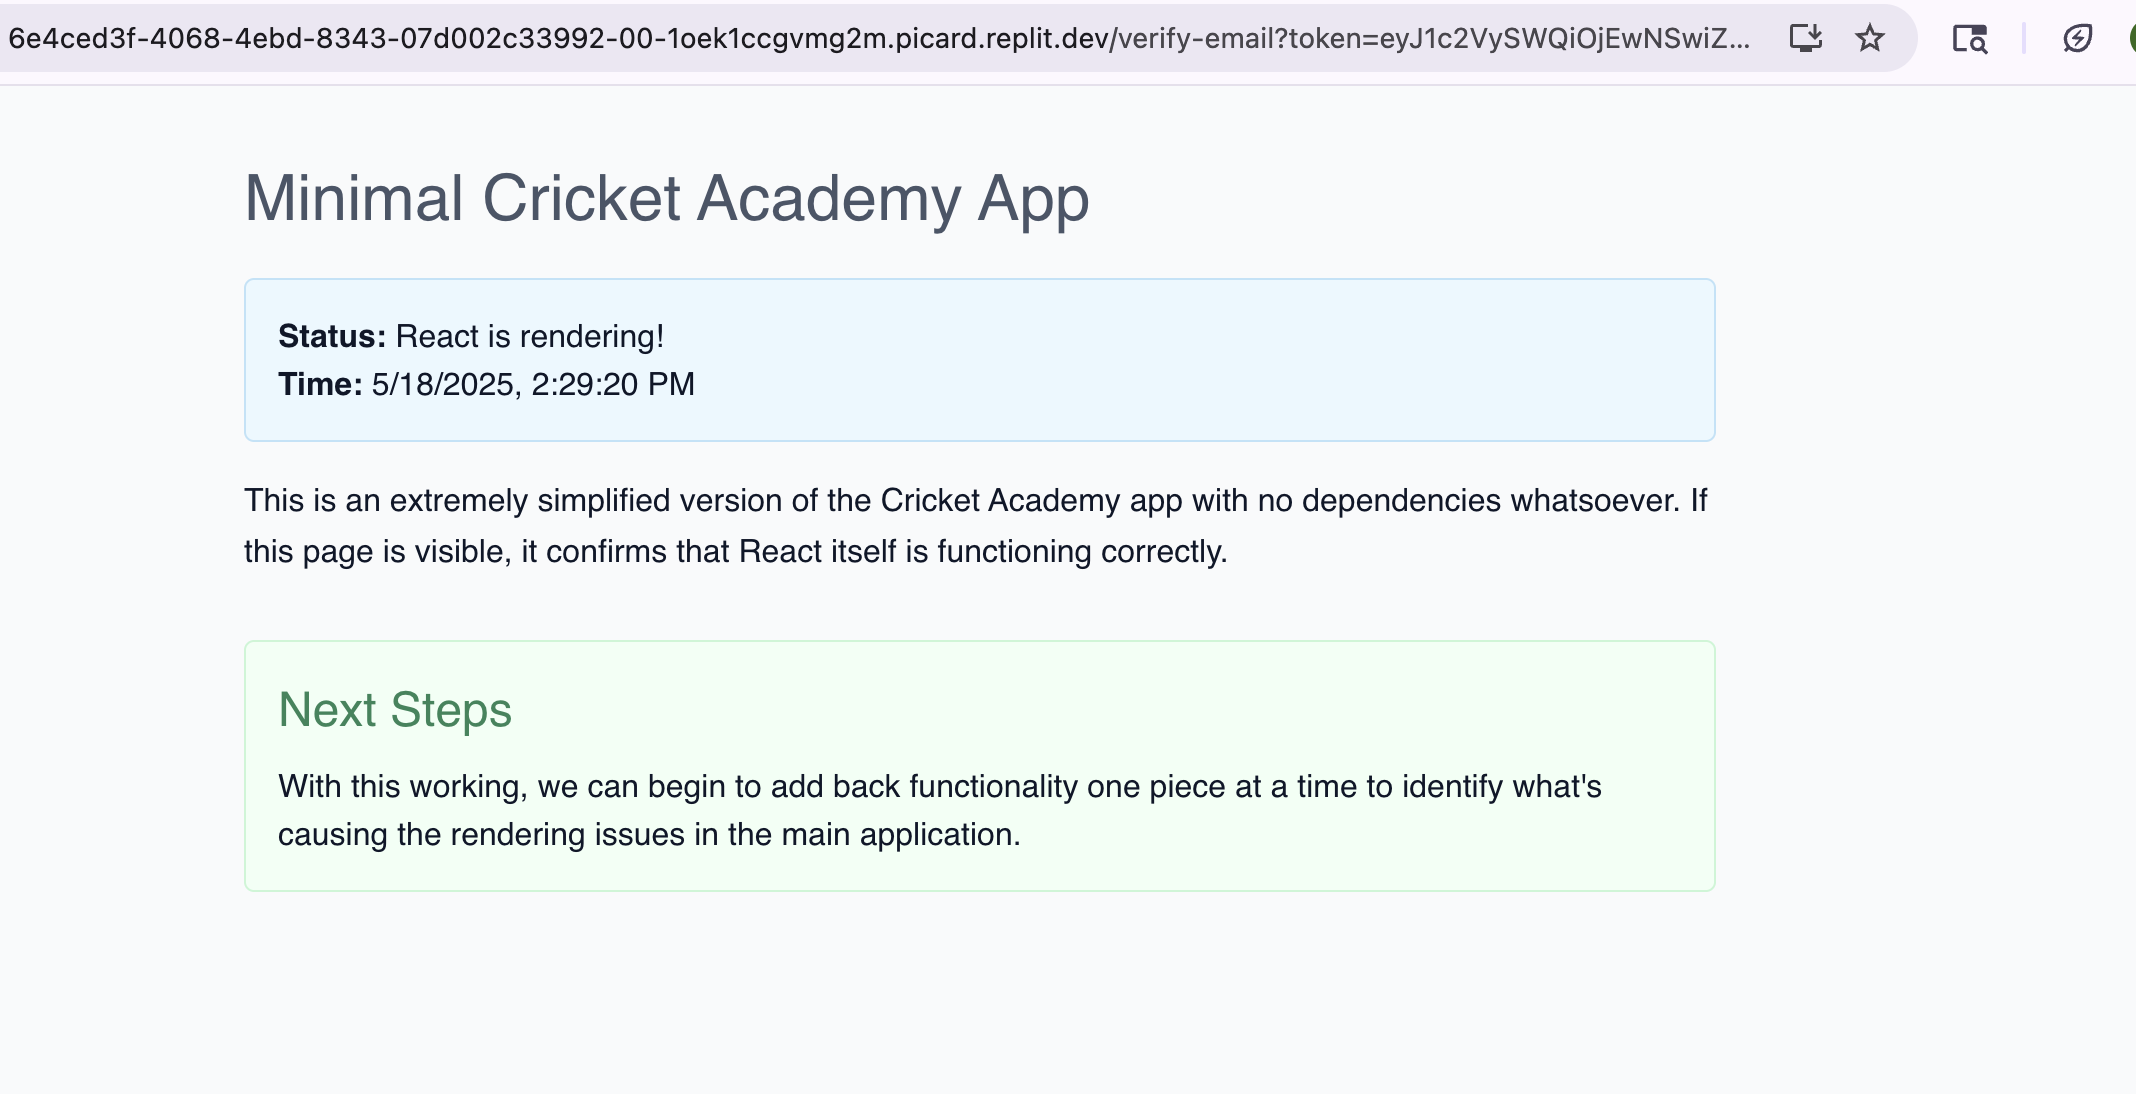 6e4ced3f-4068-4ebd-8343-07d002c33992-00-1oek1ccgvmg2m.picard.replit.dev/verify-email?token=eyJ1c2VySWQiOjEwNSwiZ...
Minimal Cricket Academy App
Status: React is rendering!
Time: 5/18/2025, 2:29:20 PM
This is an extremely simplified version of the Cricket Academy app with no dependencies whatsoever. If
this page is visible, it confirms that React itself is functioning correctly.
Next Steps
With this working, we can begin to add back functionality one piece at a time to identify what's
causing the rendering issues in the main application.